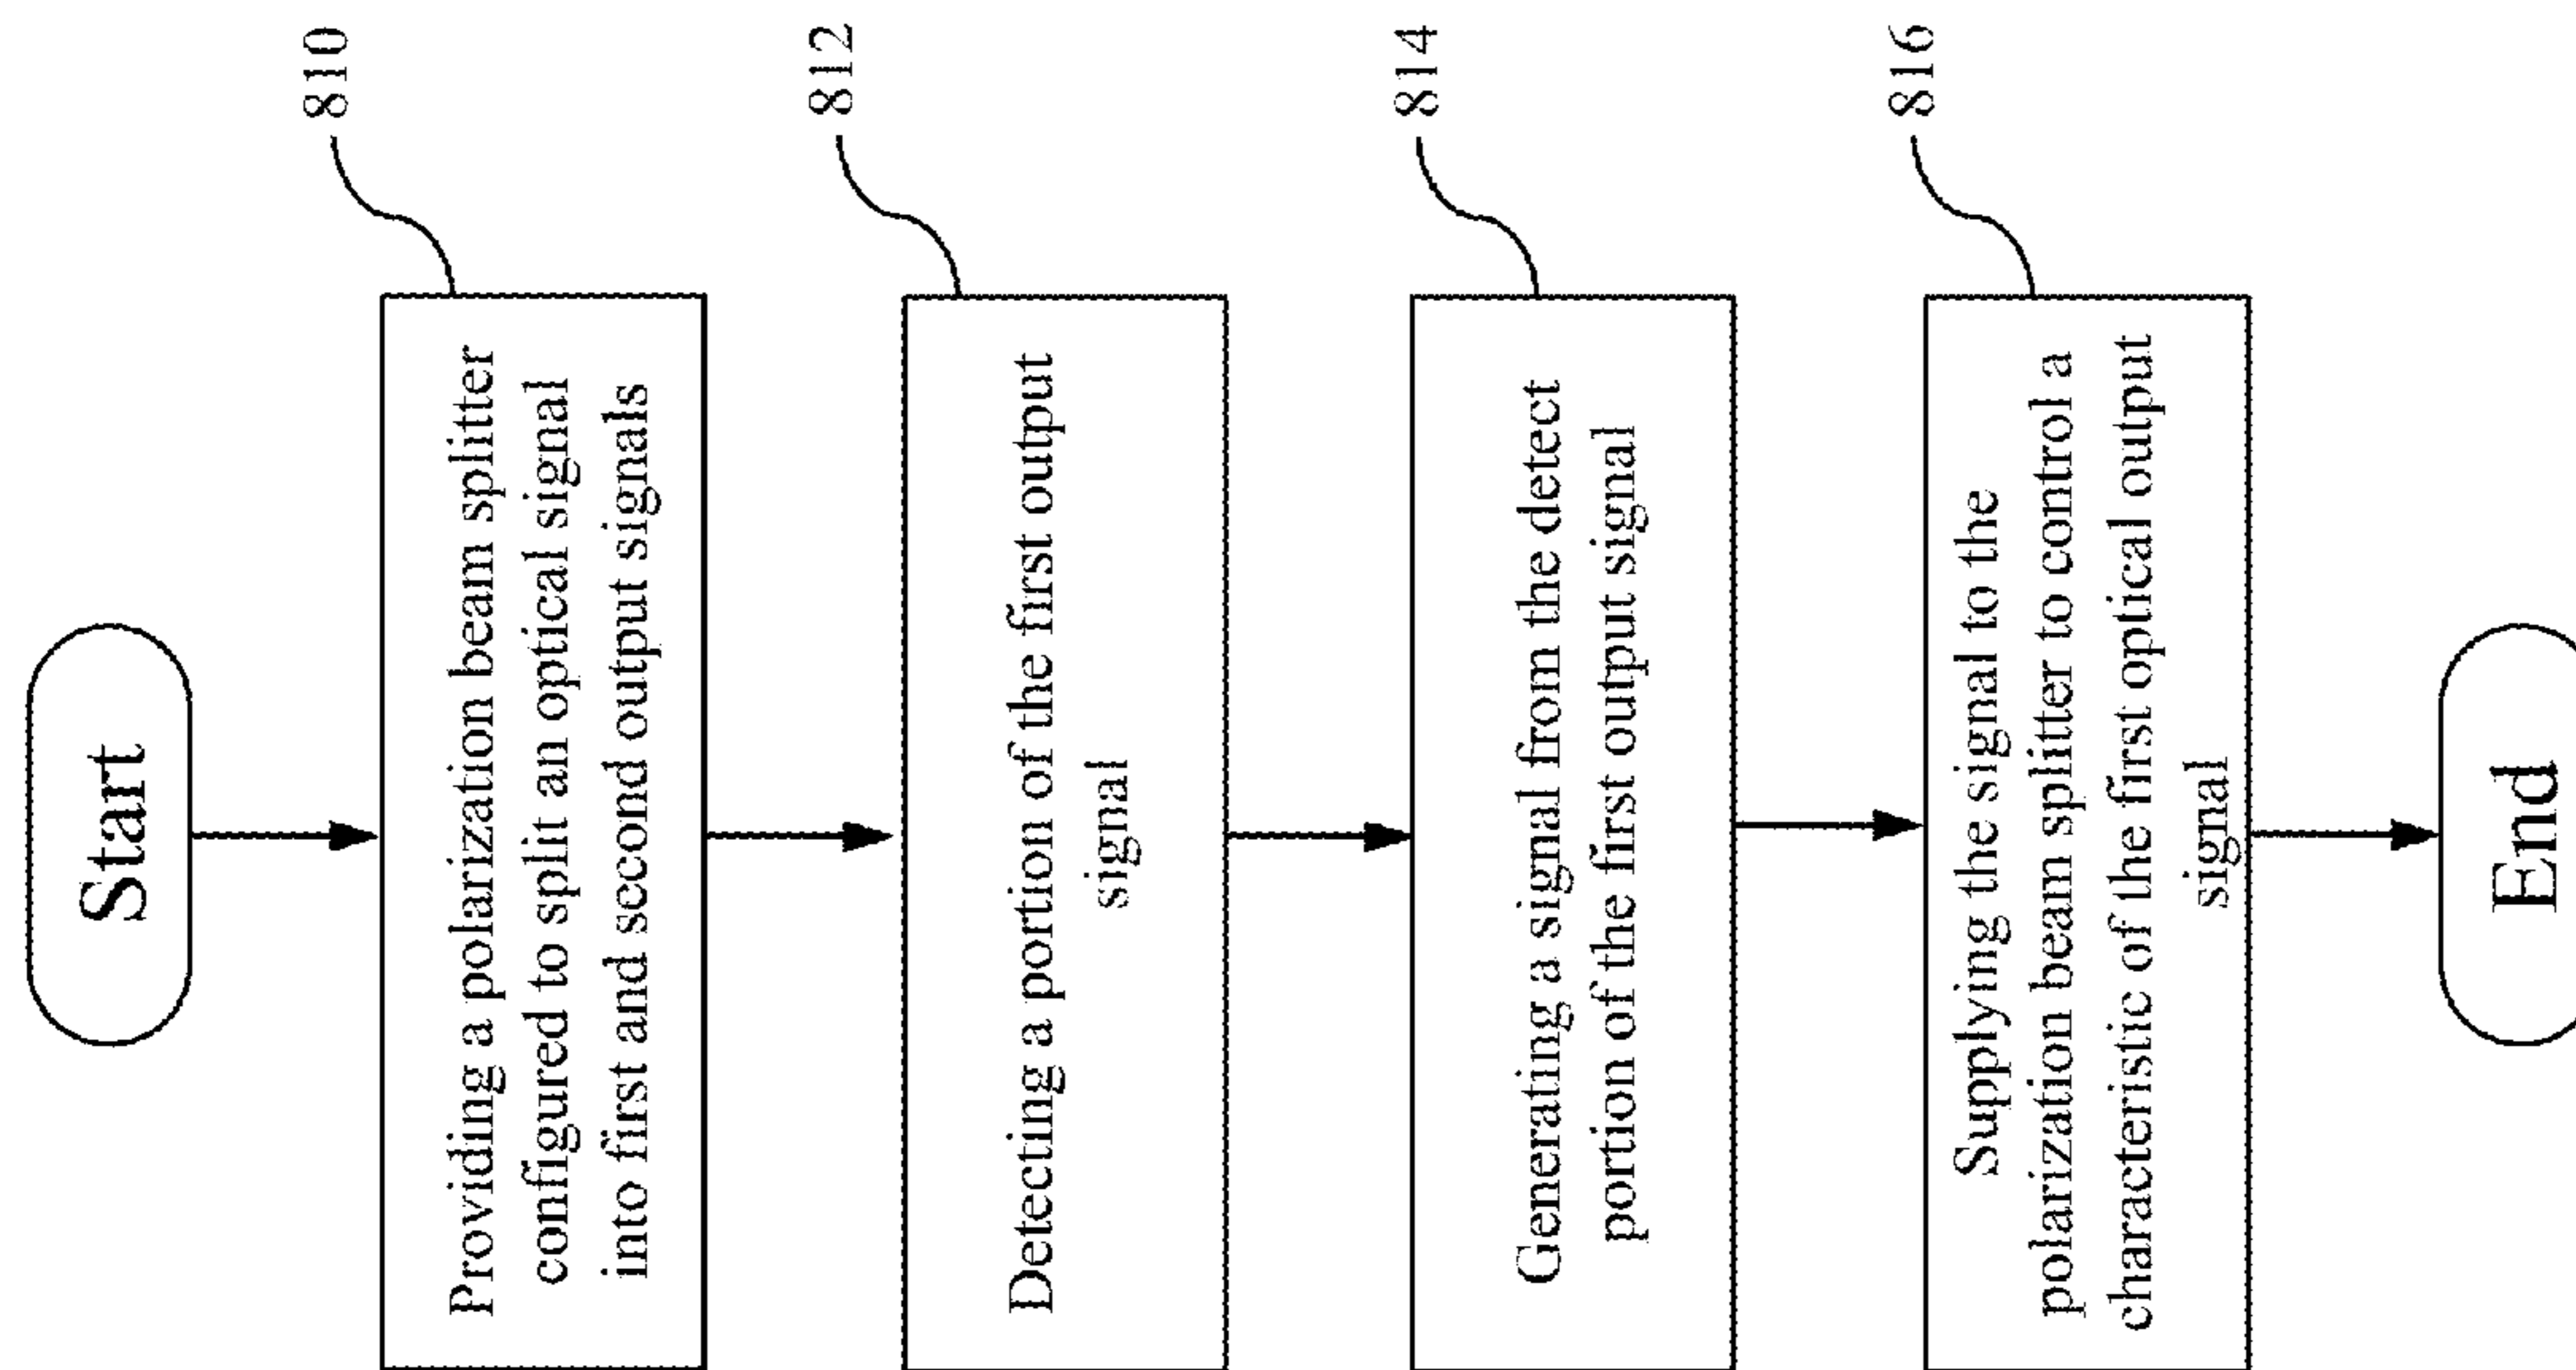 Start
810
Providing a polarization beam splitter
configured to split an optical signal
into first and second output signals
812
Detecting a portion of the first output
signal
814
Generating a signal from the detect
portion of the first output signal
816
Supplying the signal to the
polarization beam splitter to control a
characteristic of the first optical output
signal
End